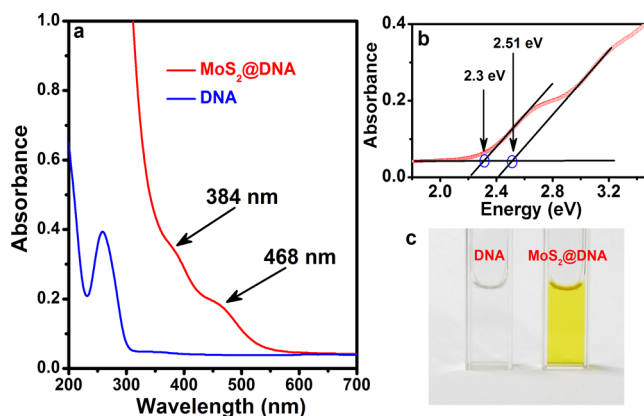 a
MoS2@DNA
DNA
384 nm
468 nm
Absorbance
1.0
0.8
0.6
0.4
0.2
0.0
200 300 400 500 600 700
Wavelength (nm)
b
2.51 eV
2.3 eV
Absorbance
0.4
0.2
0.0
2.0 2.4 2.8 3.2
Energy (eV)
c
DNA MoS2@DNA